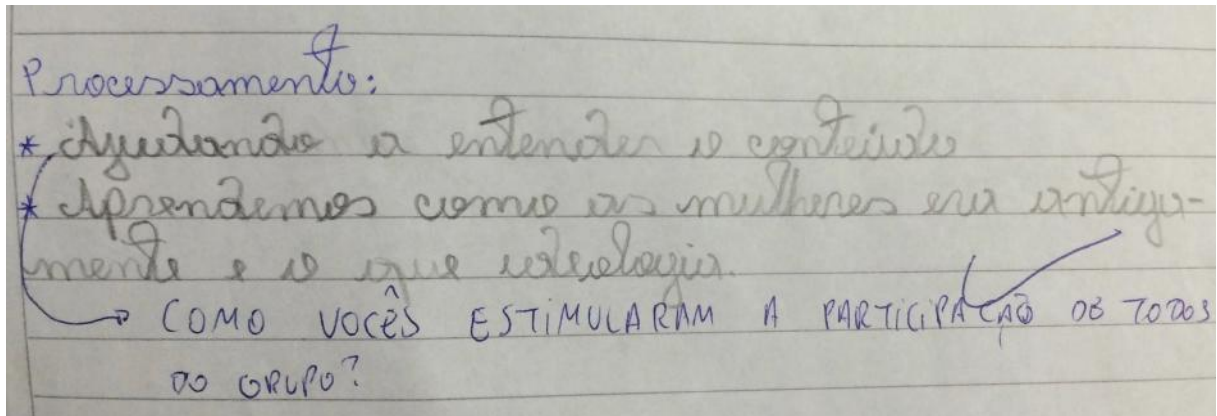 Processamento:
* Ajudando a entender o conteúdo
* Aprendemos como as mulheres era antiga-
mente e o que ideologia.
COMO VOCÊS ESTIMULARAM A PARTICIPAÇÃO DE TODOS
DO GRUPO?